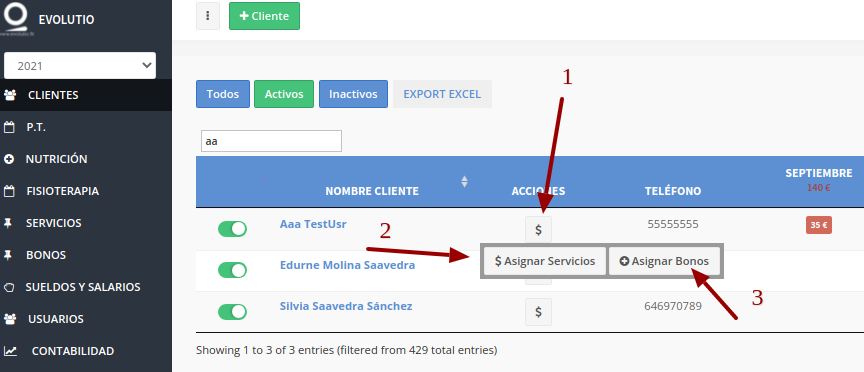 EVOLUTIO
+ Cliente
2021
CLIENTES
P.T.
NUTRICIÓN
FISIOTERAPIA
SERVICIOS
BONOS
SUELDOS Y SALARIOS
USUARIOS
CONTABILIDAD
1
Todos Activos Inactivos EXPORT EXCEL
aa
NOMBRE CLIENTE ACCIONES TELÉFONO SEPTIEMBRE
140 €
Aaa TestUsr $ 55555555 35 €
2
Edurne Molina Saavedra
$ Asignar Servicios Asignar Bonos
3
Silvia Saavedra Sánchez $ 646970789
Showing 1 to 3 of 3 entries (filtered from 429 total entries)